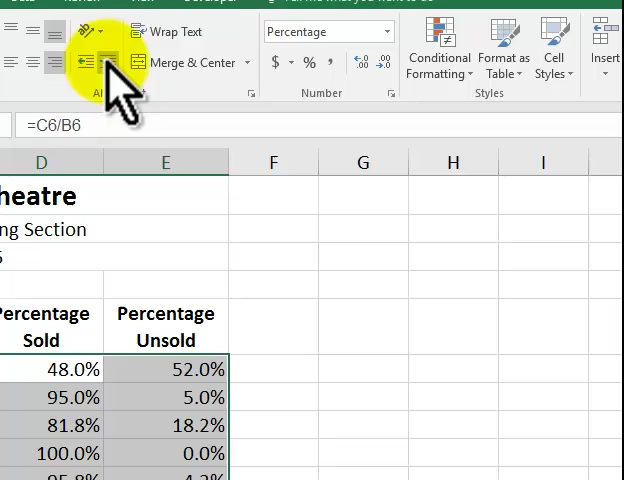 Wrap Text
Percentage
Merge & Center
$ % , .0 .00
Conditional Formatting
Format as Table
Cell Styles
Insert
Number
Styles
=C6/B6
D E F G H I
heatre
ng Section
Percentage Sold
Percentage Unsold
48.0% 52.0%
95.0% 5.0%
81.8% 18.2%
100.0% 0.0%